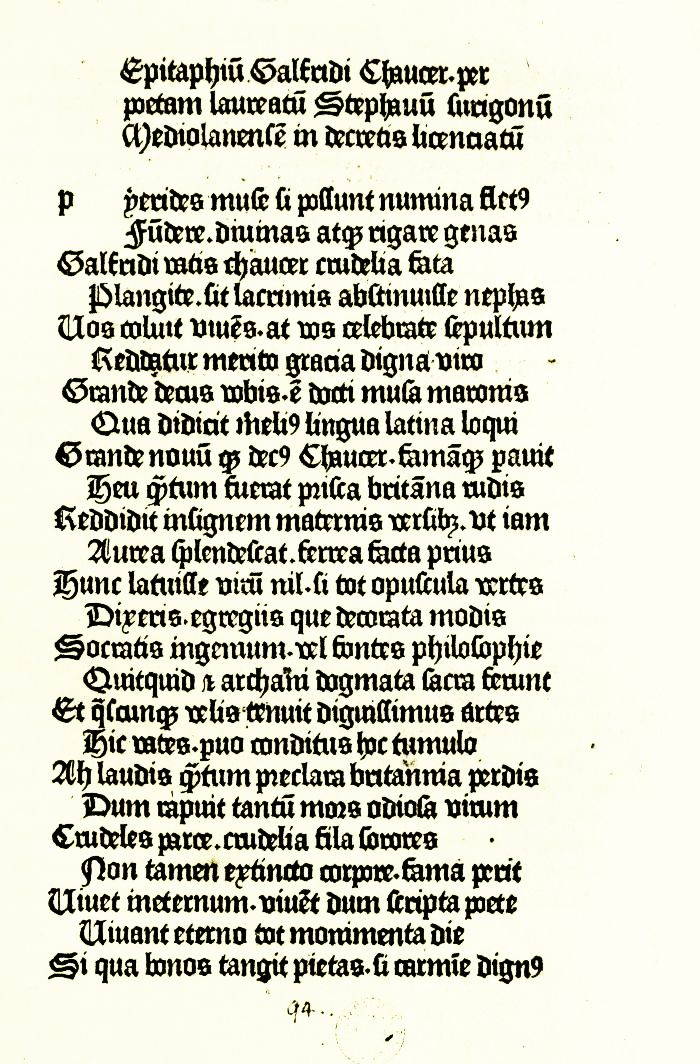 Epitaphiū Galfridi Chaucer. per
poetam laureatū Stephanū surigonū
Mediolanensē in decretis licenciatū
p ẏerides muse si possunt numina fletꝰ
Fūdere. diuinas atqꝫ rigare genas
Galfridi vatis chaucer crudelia fata
Plangite. sit lacrimis abstinuisse nephas
Uos coluit viuēs. at vos celebrate sepultum
Reddatur merito gracia digna viro
Grande decus vobis. ē docti musa maronis
Qua didicit meliꝰ lingua latina loqui
Grande nouū qꝫ decꝰ Chaucer. famāqꝫ pauit
Heu qͣ̄tum fuerat prisca britāna rudis
Reddidit insignem maternis versibꝫ. vt iam
Aurea splendescat. ferrea facta prius
Hunc latuisse virū nil. si tot opuscula vertes
Dixeris. egregiis que decorata modis
Socratis ingenium. vel fontes philosophie
Quitquid ⁊ archani dogmata sacra ferunt
Et q̄scunqꝫ velis tenuit dignissimus artes
Hic vates. puo conditus hoc tumulo
Ah laudis qͣ̄tum preclara britannia perdis
Dum rapuit tantū mors odiosa virum
Crudeles parce. crudelia fila sorores
Non tamen extincto corpore. fama perit
Uiuet ineternum. viuēt dum scripta poete
Uiuant eterno tot monimenta die
Si qua bonos tangit pietas. si carmīe dignꝰ
94..